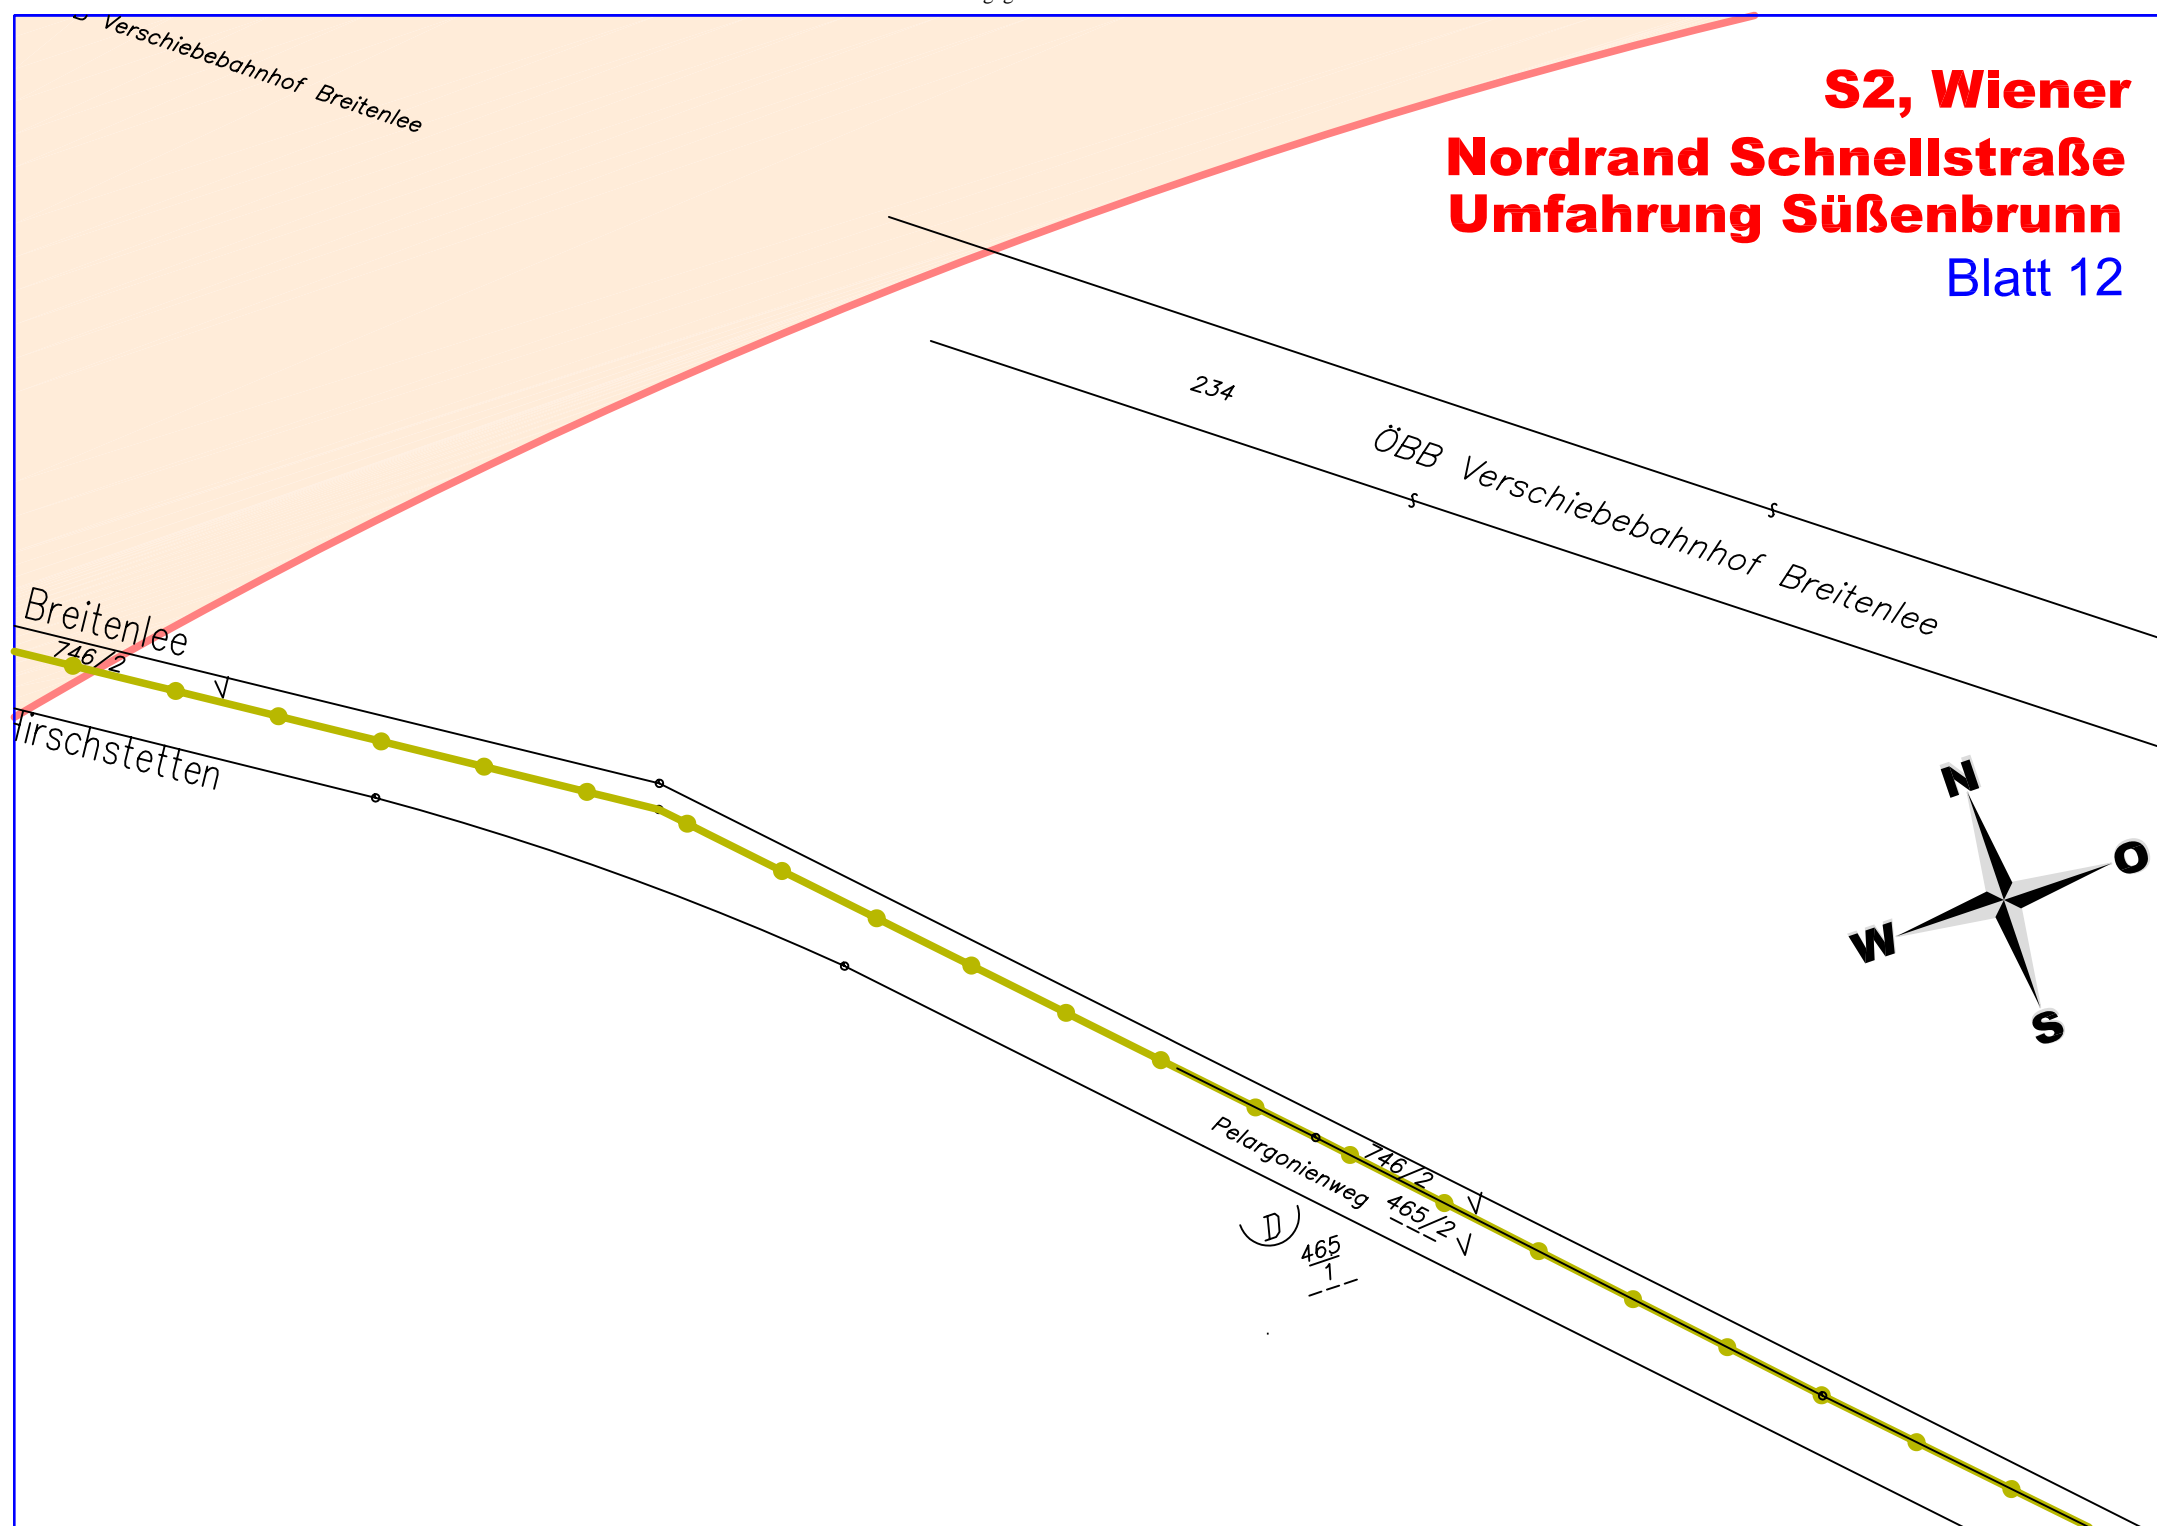 Verschiebebahnhof Breitenlee
S2, Wiener
Nordrand Schnellstraße
Umfahrung Süßenbrunn
Blatt 12
234
ÖBB Verschiebebahnhof Breitenlee
Breitenlee
746/2
Hirschstetten
N
O
W
S
Pelargonienweg
746/2
465/2
D
465
1